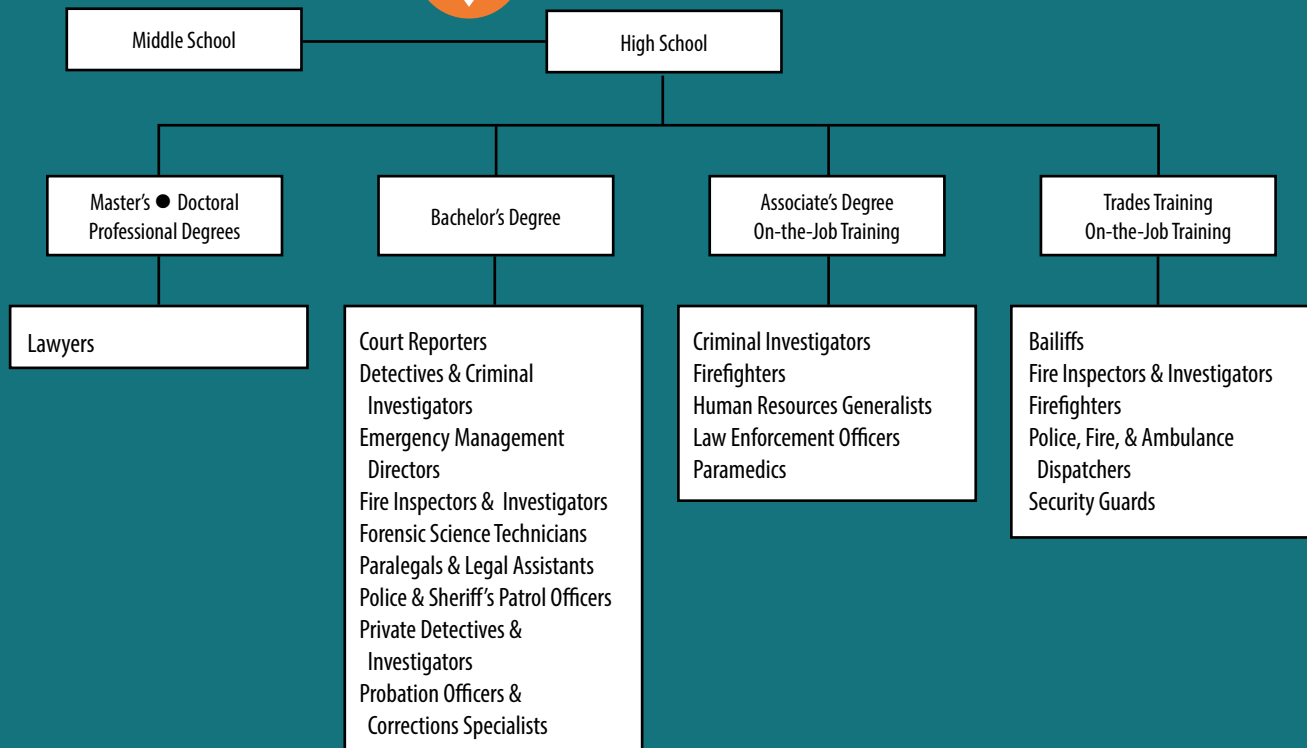 Middle School
High School
Master's ● Doctoral
Professional Degrees
Bachelor's Degree
Associate's Degree
On-the-Job Training
Trades Training
On-the-Job Training
Lawyers
Court Reporters
Detectives & Criminal
Investigators
Emergency Management
Directors
Fire Inspectors & Investigators
Forensic Science Technicians
Paralegals & Legal Assistants
Police & Sheriff's Patrol Officers
Private Detectives &
Investigators
Probation Officers &
Corrections Specialists
Criminal Investigators
Firefighters
Human Resources Generalists
Law Enforcement Officers
Paramedics
Bailiffs
Fire Inspectors & Investigators
Firefighters
Police, Fire, & Ambulance
Dispatchers
Security Guards